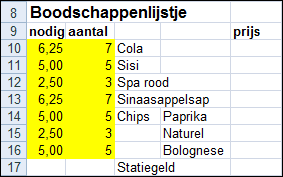 8 Boodschappenlijstje
9 nodig aantal prijs
10 6,25 7 Cola
11 5,00 5 Sisi
12 2,50 3 Spa rood
13 6,25 7 Sinaasappelsap
14 5,00 5 Chips Paprika
15 2,50 3 Naturel
16 5,00 5 Bolognese
17 Statiegeld